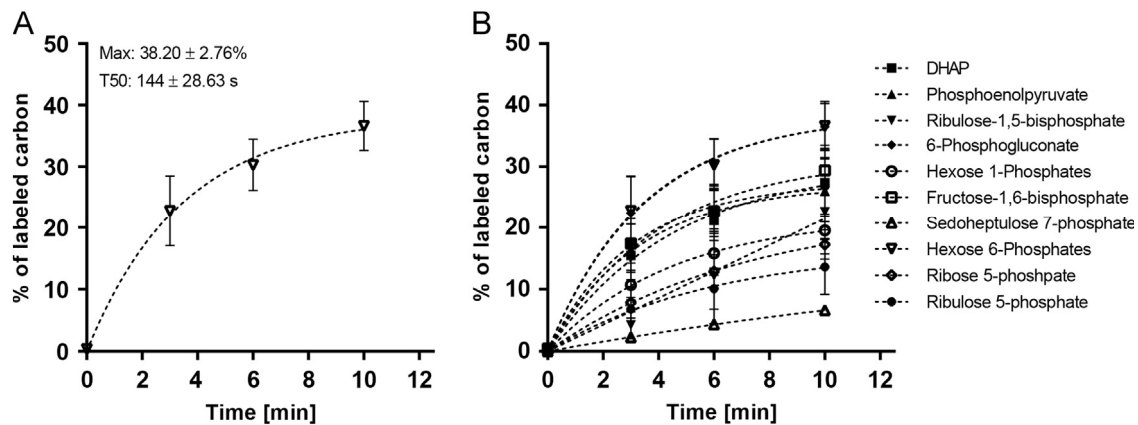 A
Max: 38.20 ± 2.76%
T50: 144 ± 28.63 s
% of labeled carbon
50
40
30
20
10
0
0 2 4 6 8 10 12
Time [min]
B
% of labeled carbon
50
40
30
20
10
0
0 2 4 6 8 10 12
Time [min]
DHAP
Phosphoenolpyruvate
Ribulose-1,5-bisphosphate
6-Phosphogluconate
Hexose 1-Phosphates
Fructose-1,6-bisphosphate
Sedoheptulose 7-phosphate
Hexose 6-Phosphates
Ribose 5-phoshpate
Ribulose 5-phosphate